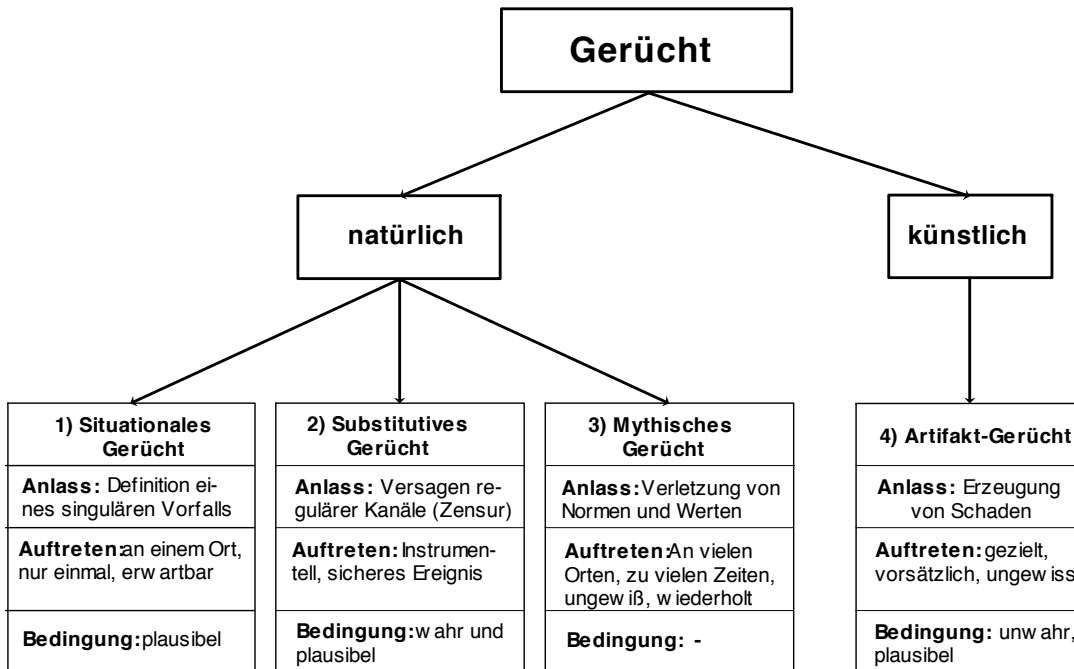 Gerücht
natürlich
künstlich
1) Situationales
Gerücht
Anlass: Definition ei-
nes singulären Vorfalls
Auftreten: an einem Ort,
nur einmal, erwartbar
Bedingung: plausibel
2) Substitutives
Gerücht
Anlass: Versagen re-
gulärer Kanäle (Zensur)
Auftreten: Instrumen-
tell, sicheres Ereignis
Bedingung: wahr und
plausibel
3) Mythisches
Gerücht
Anlass: Verletzung von
Normen und Werten
Auftreten: An vielen
Orten, zu vielen Zeiten,
ungewiß, wiederholt
Bedingung: -
4) Artifakt-Gerücht
Anlass: Erzeugung
von Schaden
Auftreten: gezielt,
vorsätzlich, ungewiss
Bedingung: unwahr,
plausibel